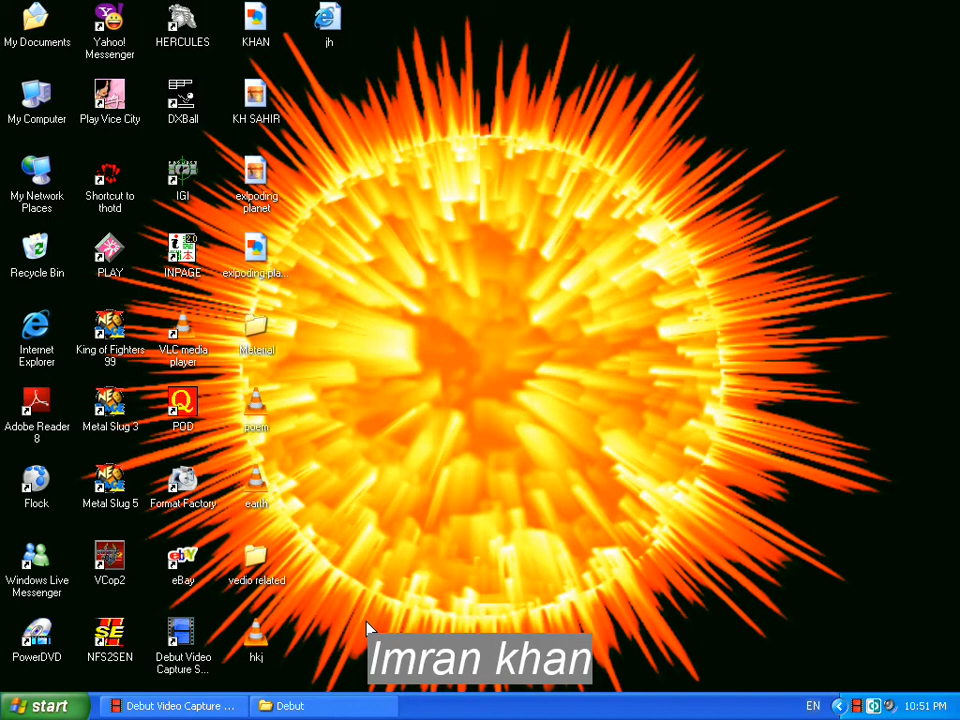 My Documents
Yahoo!
Messenger
HERCULES
KHAN
jh
My Computer
Play Vice City
DXBall
KH SAHIR
My Network
Places
Shortcut to
thotd
IGI
exlpoding
planet
Recycle Bin
PLAY
INPAGE
exlpoding-pla...
Internet
Explorer
King of Fighters
99
VLC media
player
Material
Adobe Reader
8
Metal Slug 3
POD
poem
Flock
Metal Slug 5
Format Factory
earth
Windows Live
Messenger
VCop2
eBay
vedio related
PowerDVD
NFS2SEN
Debut Video
Capture S...
hkj
Imran khan
start
Debut Video Capture ...
Debut
EN
10:51 PM